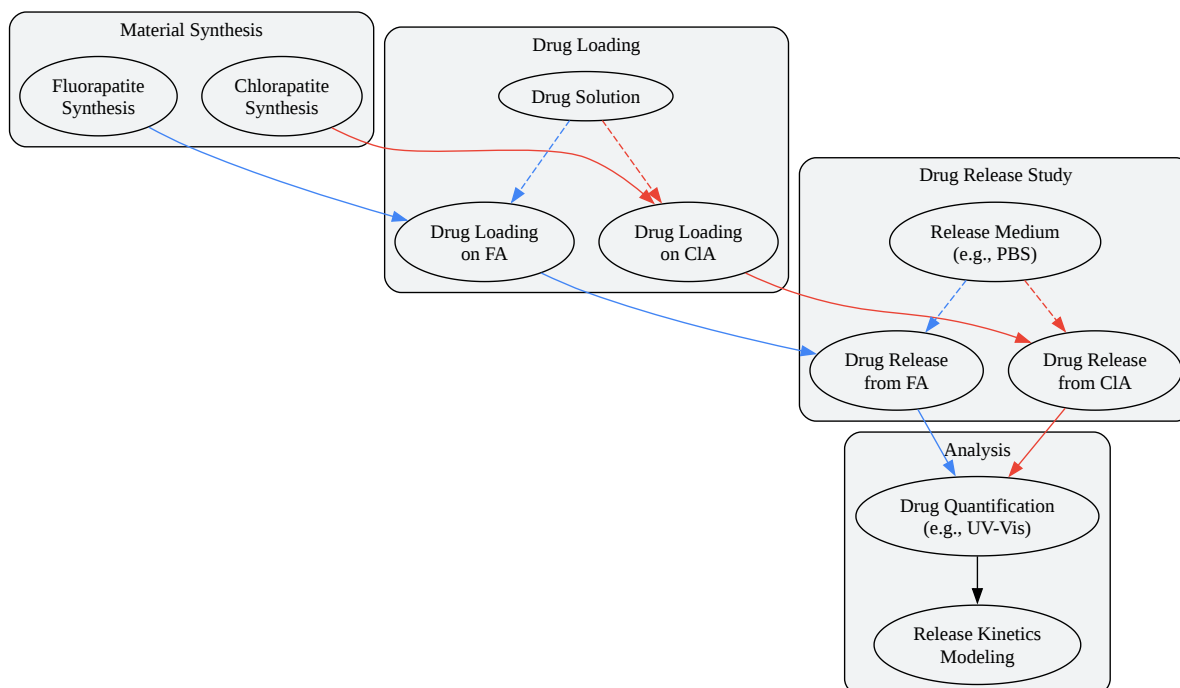 Material Synthesis
Fluorapatite
Synthesis
Chlorapatite
Synthesis
Drug Loading
Drug Solution
Drug Loading
on FA
Drug Loading
on ClA
Drug Release Study
Release Medium
(e.g., PBS)
Drug Release
from FA
Drug Release
from ClA
Analysis
Drug Quantification
(e.g., UV-Vis)
Release Kinetics
Modeling